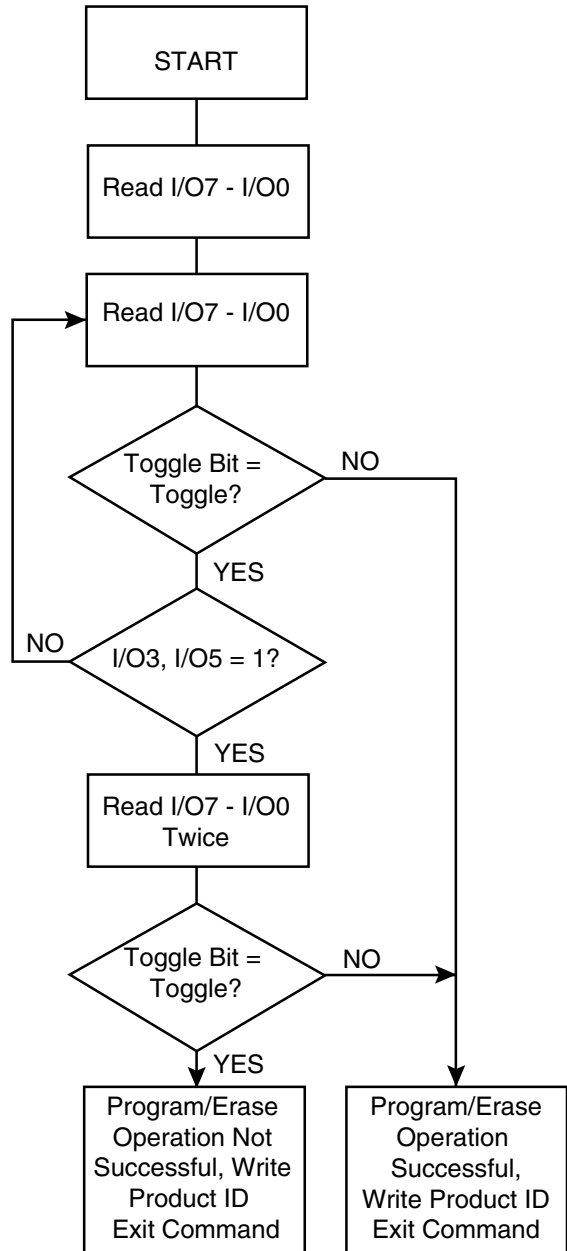 START
Read I/O7 - I/O0
Read I/O7 - I/O0
Toggle Bit =
Toggle?
NO
YES
NO
I/O3, I/O5 = 1?
YES
Read I/O7 - I/O0
Twice
Toggle Bit =
Toggle?
NO
YES
Program/Erase
Operation Not
Successful, Write
Product ID
Exit Command
Program/Erase
Operation
Successful,
Write Product ID
Exit Command